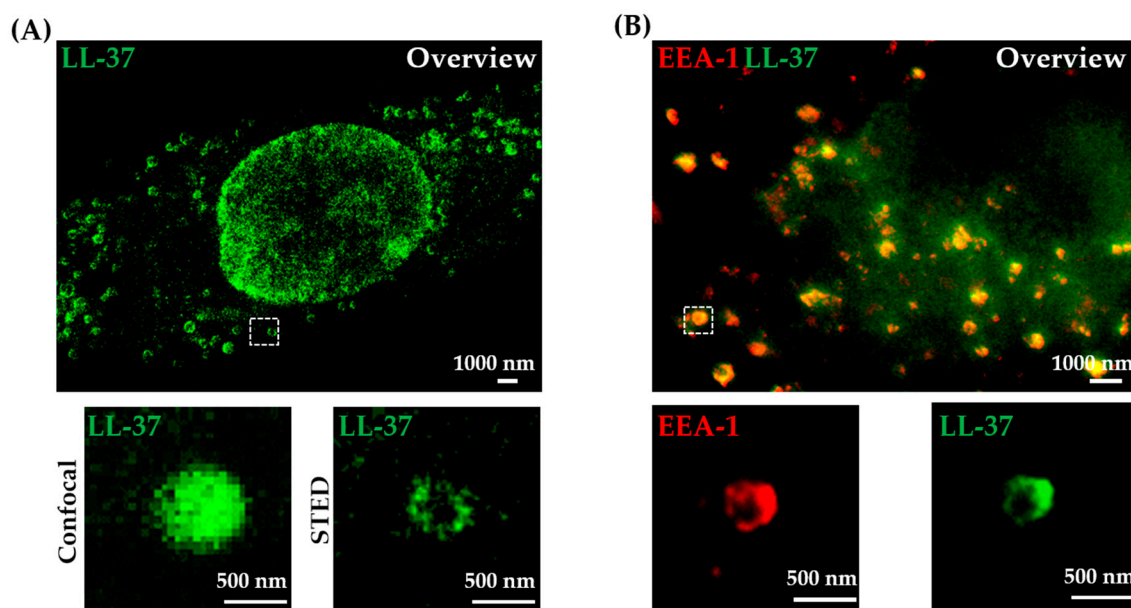 (A)
LL-37 Overview
1000 nm
Confocal
LL-37
500 nm
STED
LL-37
500 nm
(B)
EEA-1 LL-37 Overview
1000 nm
EEA-1
500 nm
LL-37
500 nm